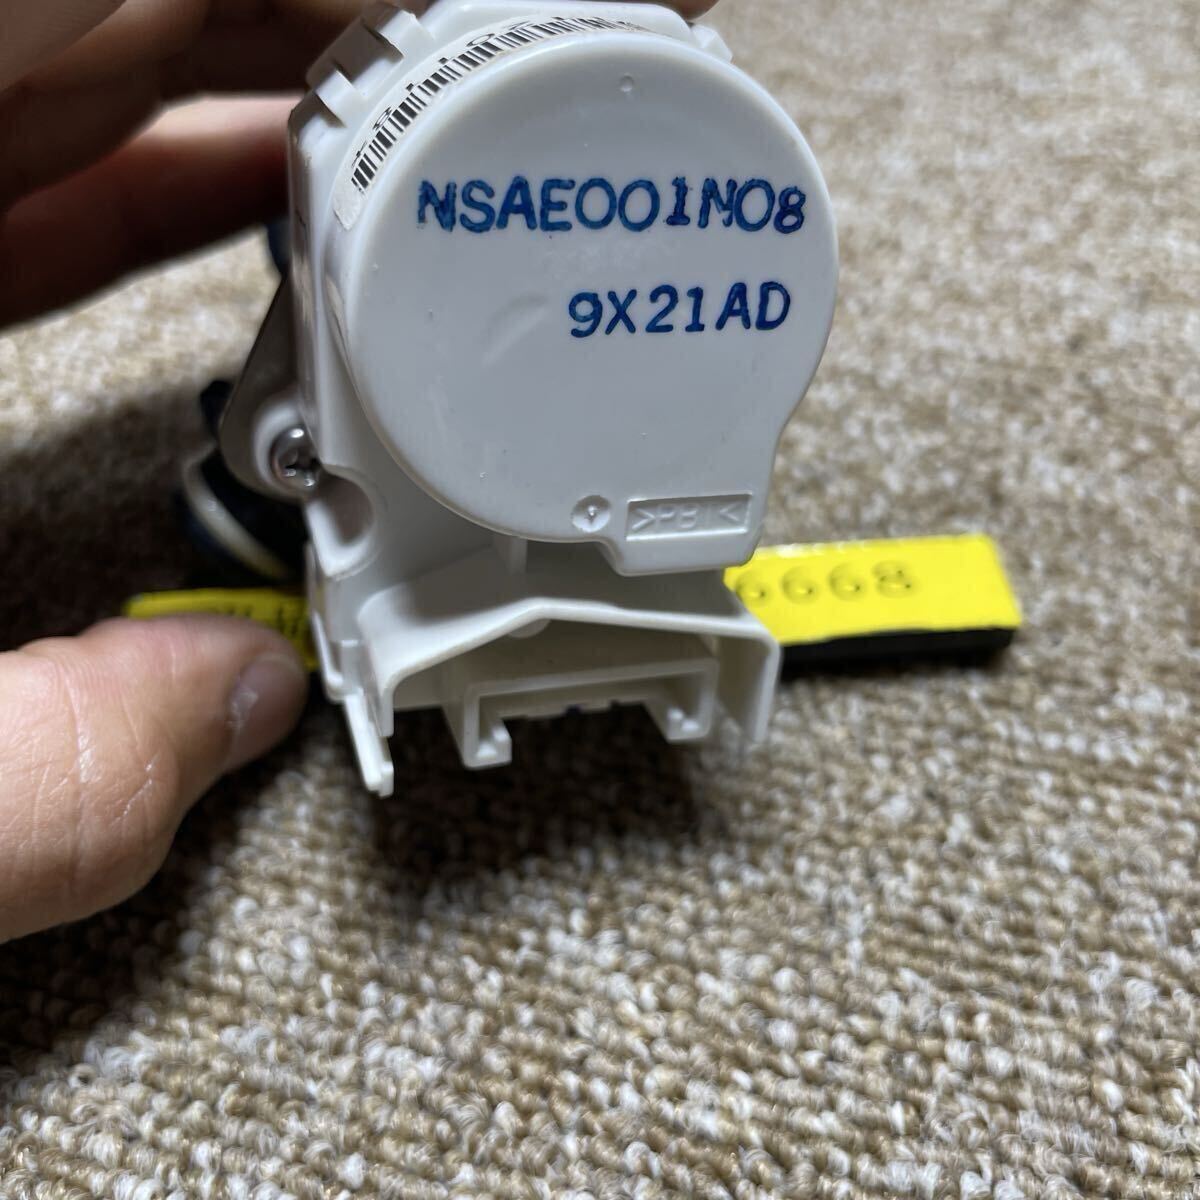 NSAE001N08
9X21AD
>PBT<
6668